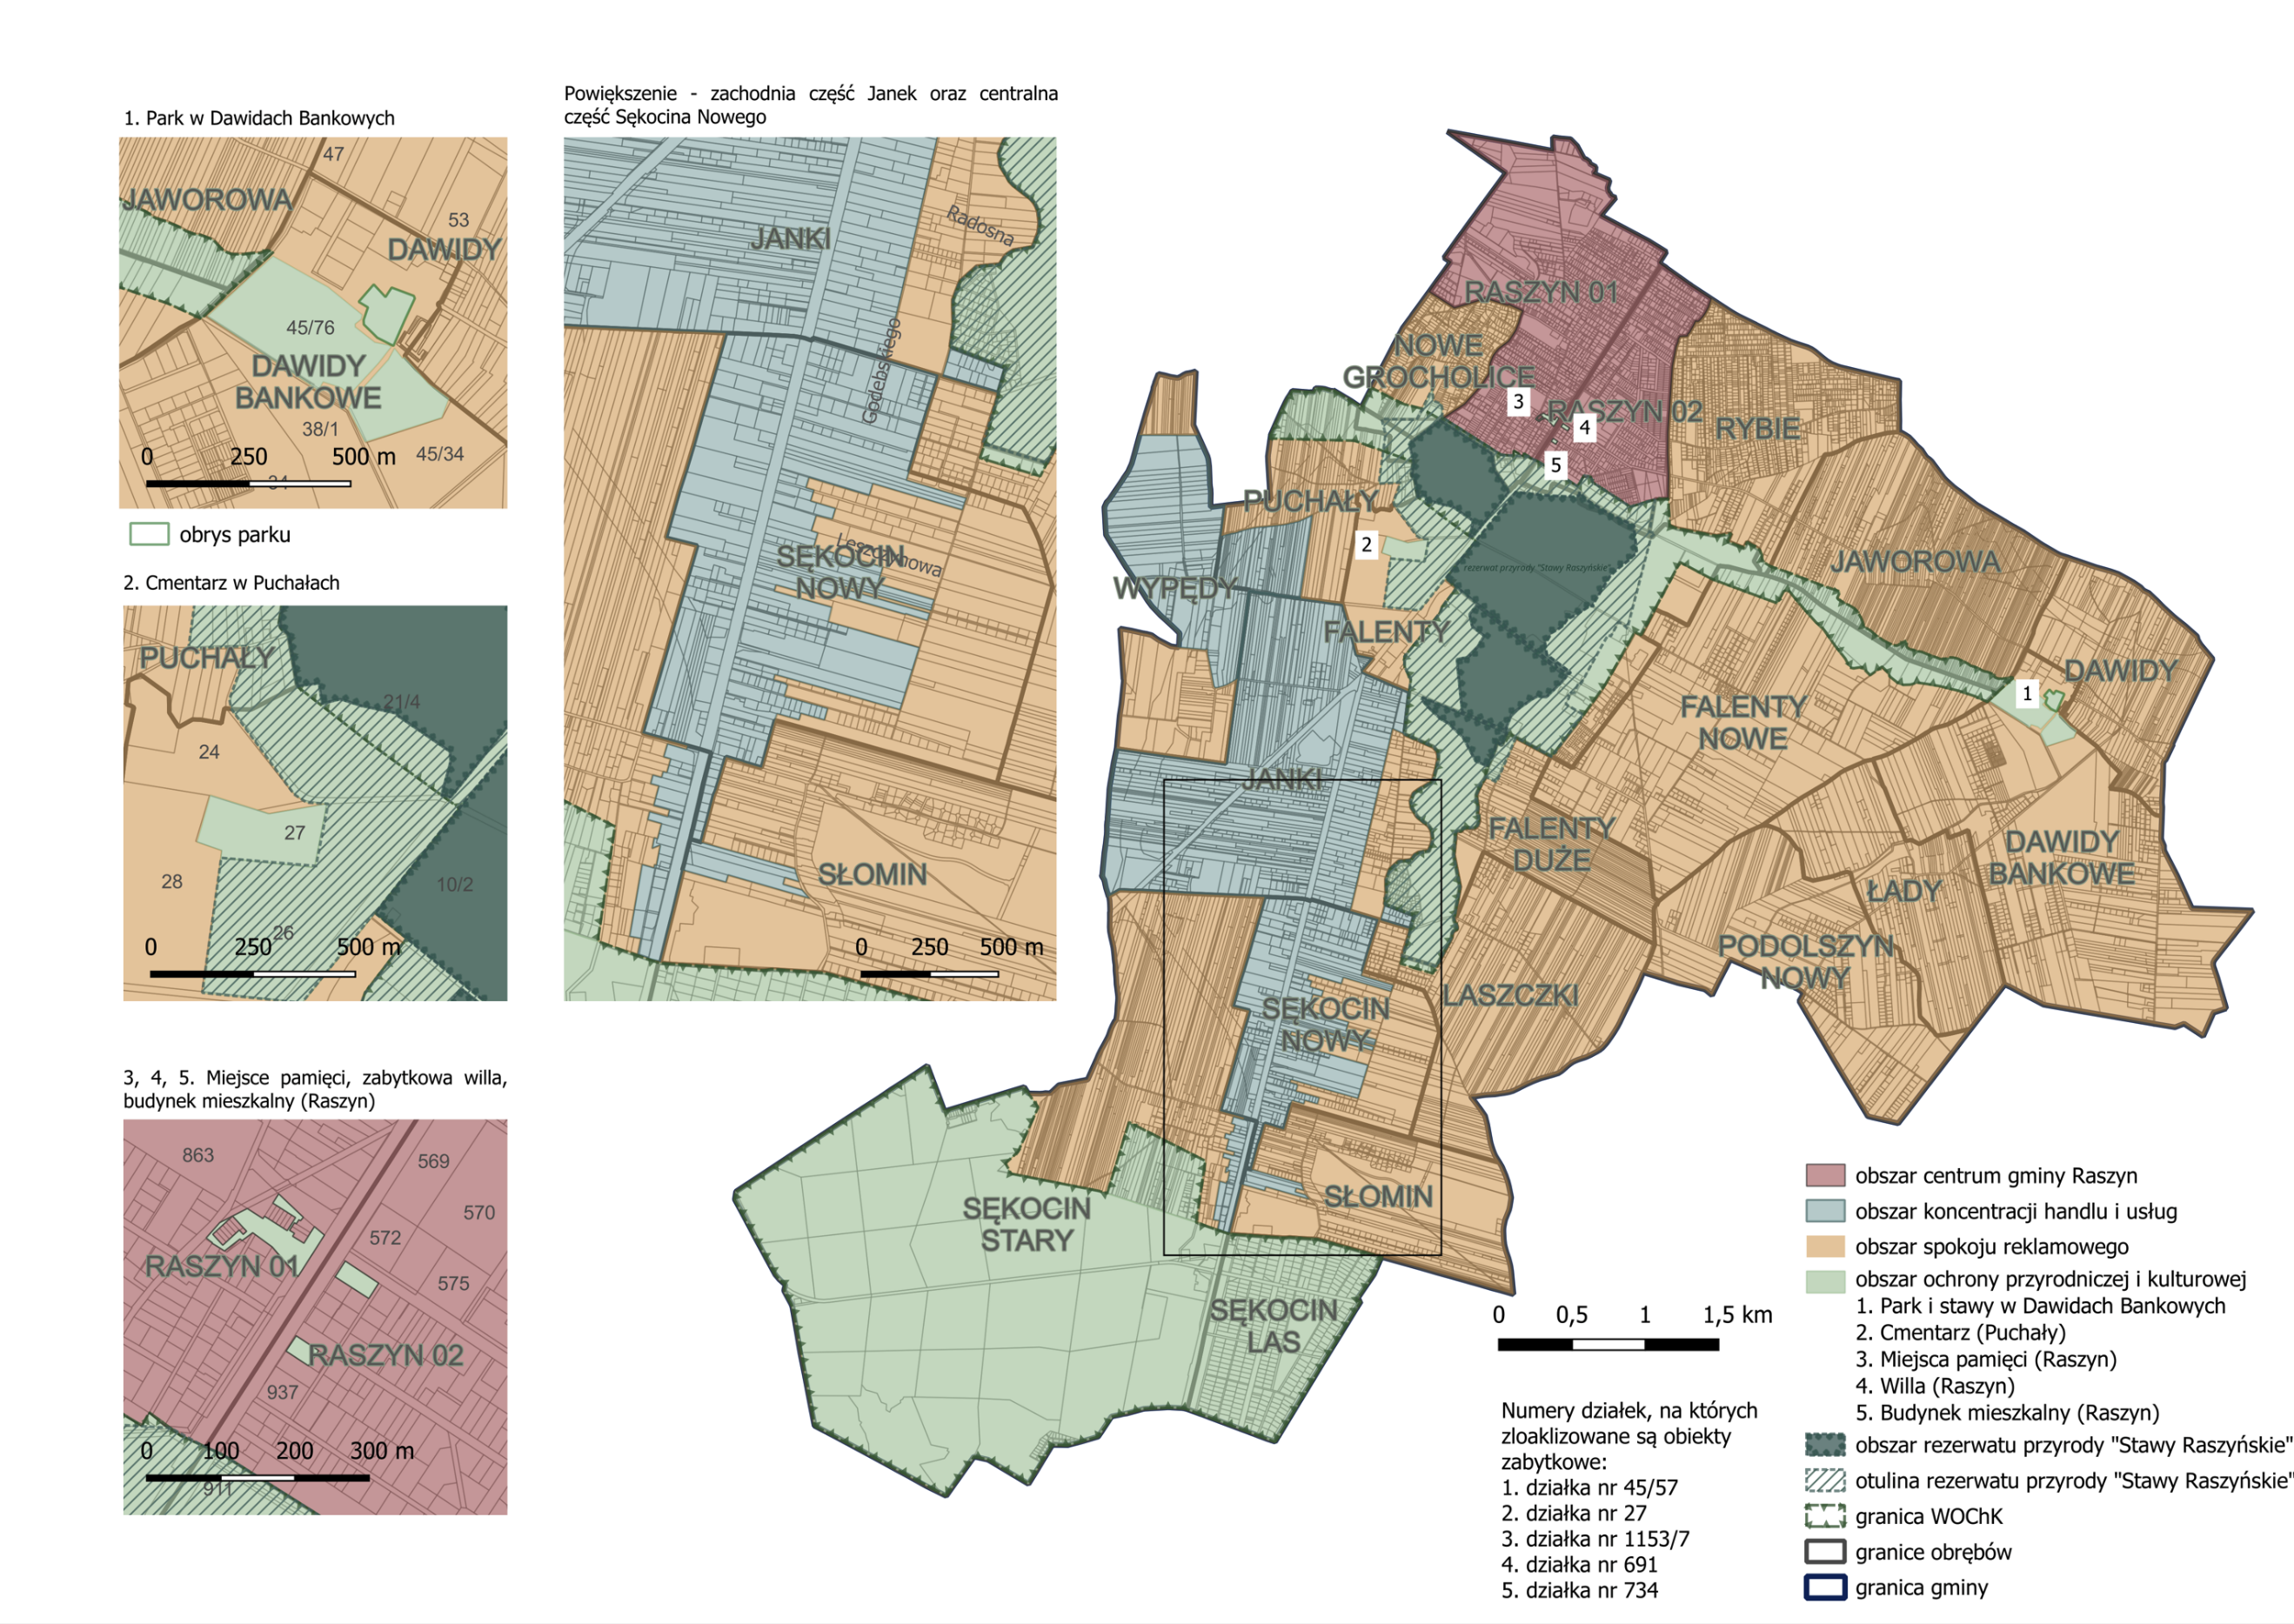 1. Park w Dawidach Bankowych
47
JAWOROWA
53
DAWIDY
45/76
DAWIDY
BANKOWE
38/1
45/34
0 250 500 m
obrys parku
2. Cmentarz w Puchałach
PUCHAŁY
21/4
24
27
28
10/2
26
0 250 500 m
3, 4, 5. Miejsce pamięci, zabytkowa willa,
budynek mieszkalny (Raszyn)
863
569
570
572
RASZYN 01
575
RASZYN 02
937
0 100 200 300 m
911
Powiększenie - zachodnia część Janek oraz centralna
część Sękocina Nowego
Radosna
JANKI
Godebskiego
Leszczynowa
SĘKOCIN
NOWY
SŁOMIN
0 250 500 m
RASZYN 01
NOWE
GROCHOLICE
3
RASZYN 02
4
RYBIE
5
PUCHAŁY
2
JAWOROWA
rezerwat przyrody "Stawy Raszyńskie"
WYPĘDY
FALENTY
DAWIDY
1
FALENTY
NOWE
JANKI
FALENTY
DUŻE
DAWIDY
BANKOWE
ŁADY
PODOLSZYN
NOWY
LASZCZKI
SĘKOCIN
NOWY
SŁOMIN
SĘKOCIN
STARY
SĘKOCIN
LAS
0 0,5 1 1,5 km
Numery działek, na których
zloaklizowane są obiekty
zabytkowe:
1. działka nr 45/57
2. działka nr 27
3. działka nr 1153/7
4. działka nr 691
5. działka nr 734
obszar centrum gminy Raszyn
obszar koncentracji handlu i usług
obszar spokoju reklamowego
obszar ochrony przyrodniczej i kulturowej
1. Park i stawy w Dawidach Bankowych
2. Cmentarz (Puchały)
3. Miejsca pamięci (Raszyn)
4. Willa (Raszyn)
5. Budynek mieszkalny (Raszyn)
obszar rezerwatu przyrody "Stawy Raszyńskie"
otulina rezerwatu przyrody "Stawy Raszyńskie"
granica WOChK
granice obrębów
granica gminy